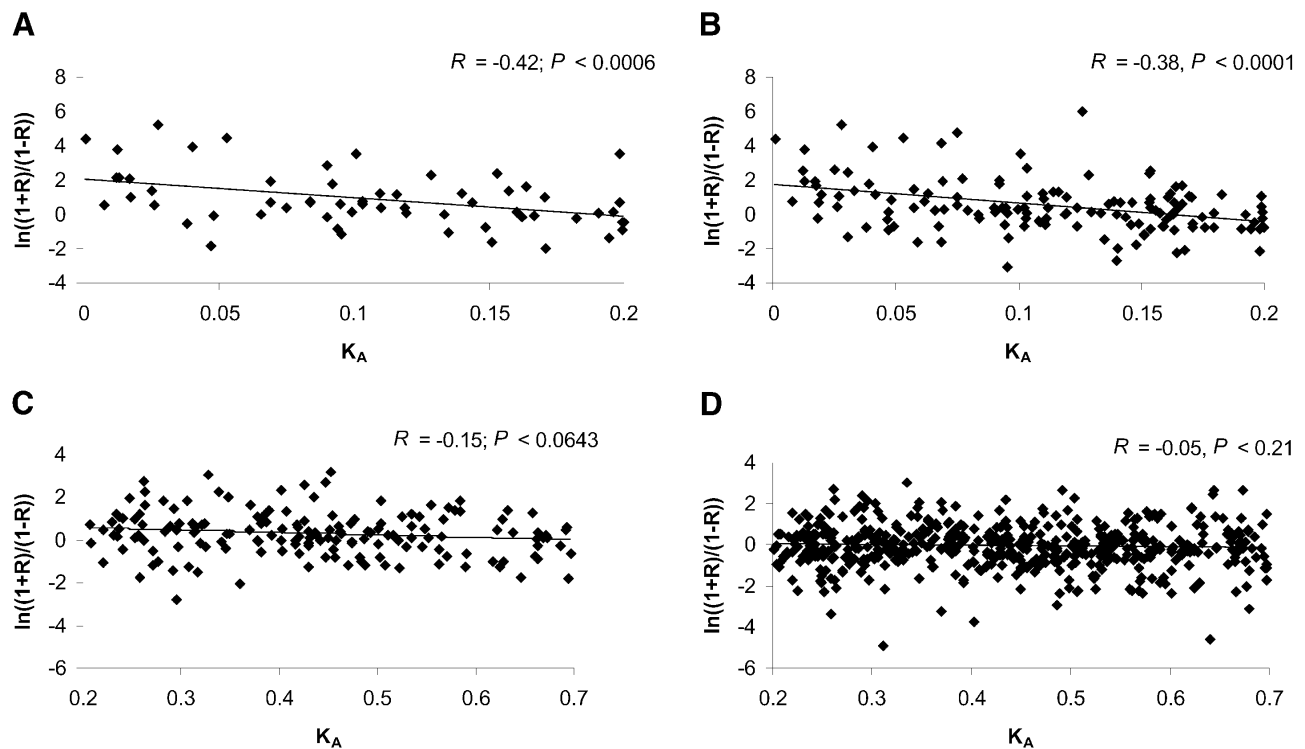 A
R = -0.42; P < 0.0006
ln((1+R)/(1-R))
8
6
4
2
0
-2
-4
0 0.05 0.1 0.15 0.2
K_A
B
R = -0.38, P < 0.0001
ln(1+R)/(1-R))
8
6
4
2
0
-2
-4
0 0.05 0.1 0.15 0.2
K_A
C
R = -0.15; P < 0.0643
ln((1+R)/(1-R))
4
2
0
-2
-4
-6
0.2 0.3 0.4 0.5 0.6 0.7
K_A
D
R = -0.05, P < 0.21
ln((1+R)/(1-R))
4
2
0
-2
-4
-6
0.2 0.3 0.4 0.5 0.6 0.7
K_A